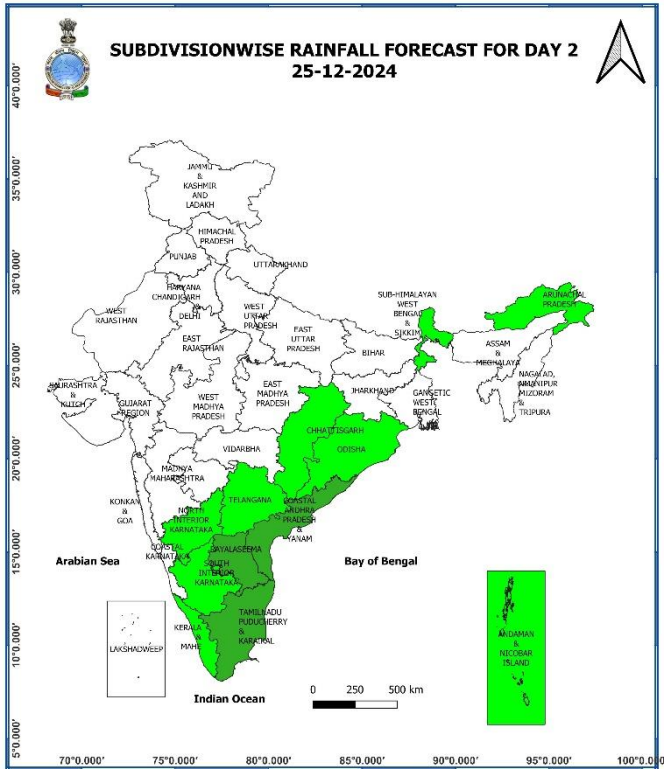 SUBDIVISIONWISE RAINFALL FORECAST FOR DAY 2
25-12-2024
40°0.000'
35°0.000'
30°0.000'
25°0.000'
20°0.000'
15°0.000'
10°0.000'
5°0.000'
JAMMU
&
KASHMIR
AND
LADAKH
HIMACHAL
PRADESH
PUNJAB
UTTARAKHAND
HARYANA
CHANDIGARH
&
DELHI
WEST
RAJASTHAN
WEST
UTTAR
PRADESH
EAST
RAJASTHAN
EAST
UTTAR
PRADESH
SUB-HIMALAYAN
WEST
BENGAL
&
SIKKIM
ARUNACHAL
PRADESH
ASSAM
&
MEGHALAYA
BIHAR
NAGALAD,
MANIPUR
MIZORAM
&
TRIPURA
SAURASHTRA
&
KUTCH
GUJARAT
REGION
WEST
MADHYA
PRADESH
EAST
MADHYA
PRADESH
JHARKHAND
GANGETIC
WEST
BENGAL
CHHATTISGARH
ODISHA
VIDARBHA
MADHYA
MAHARASHTRA
KONKAN
&
GOA
TELANGANA
COASTAL
ANDHRA
PRADESH
&
YANAM
NORTH
INTERIOR
KARNATAKA
COASTAL
KARNATAKA
RAYALASEEMA
SOUTH
INTERIOR
KARNATAKA
Arabian Sea
Bay of Bengal
TAMILNADU
PUDUCHERRY
&
KARAIKAL
KERALA
&
MAHE
LAKSHADWEEP
ANDAMAN
&
NICOBAR
ISLAND
Indian Ocean
0 250 500 km
70°0.000' 75°0.000' 80°0.000' 85°0.000' 90°0.000' 95°0.000' 100°0.000'